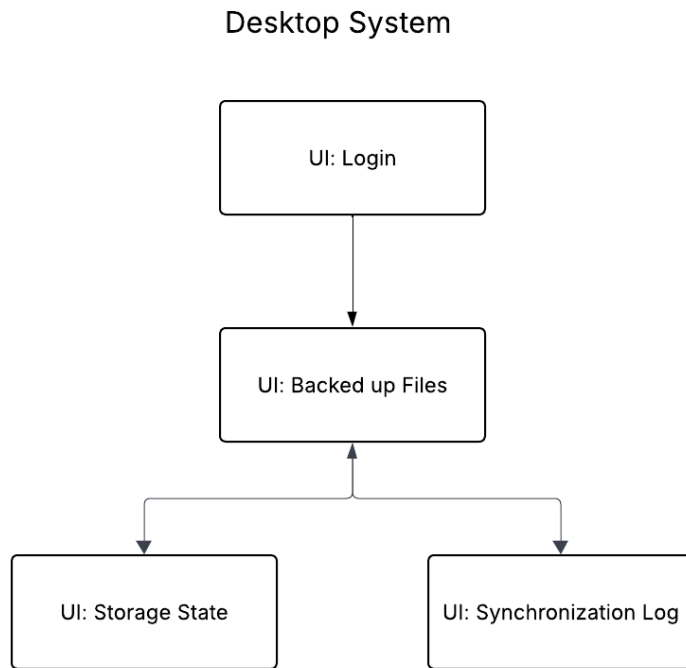 Desktop System
UI: Login
UI: Backed up Files
UI: Storage State
UI: Synchronization Log